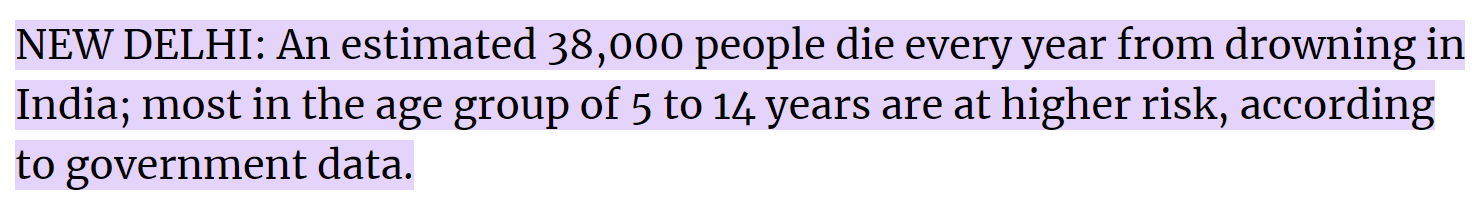 NEW DELHI: An estimated 38,000 people die every year from drowning in
India; most in the age group of 5 to 14 years are at higher risk, according
to government data.